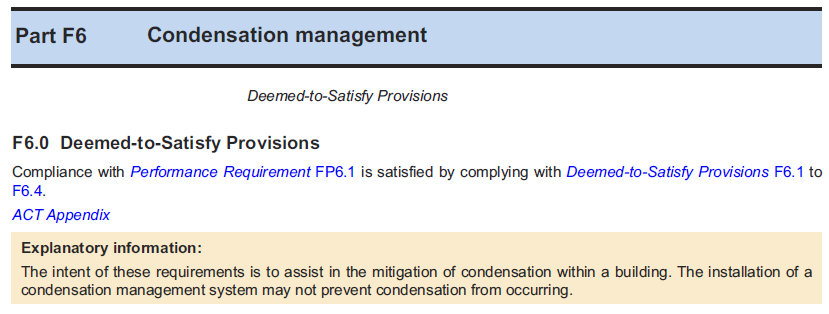 Part F6 Condensation management
Deemed-to-Satisfy Provisions
F6.0 Deemed-to-Satisfy Provisions
Compliance with Performance Requirement FP6.1 is satisfied by complying with Deemed-to-Satisfy Provisions F6.1 to
F6.4.
ACT Appendix
Explanatory information:
The intent of these requirements is to assist in the mitigation of condensation within a building. The installation of a
condensation management system may not prevent condensation from occurring.